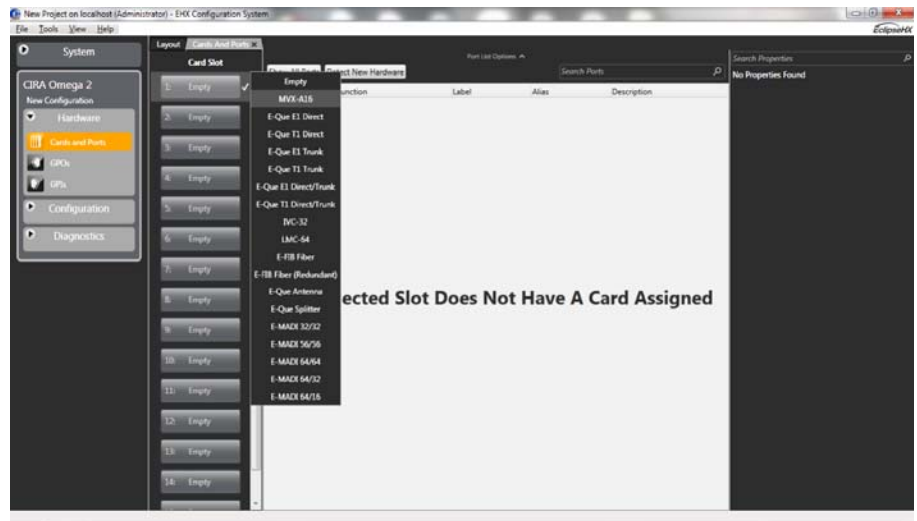 New Project on localhost (Administrator) - EHX Configuration System
File Tools View Help
EclipseHX
System
CIRA Omega 2
New Configuration
Hardware
Cards and Ports
GPOs
GPIs
Configuration
Diagnostics
Layout Cards And Ports
Card Slot
1: Empty
2: Empty
3: Empty
4: Empty
5: Empty
6: Empty
7: Empty
8: Empty
9: Empty
10: Empty
11: Empty
12: Empty
13: Empty
14: Empty
Empty
MVX-A16
E-Que E1 Direct
E-Que T1 Direct
E-Que E1 Trunk
E-Que T1 Trunk
E-Que E1 Direct/Trunk
E-Que T1 Direct/Trunk
IVC-32
LMC-64
E-FIB Fiber
E-FIB Fiber (Redundant)
E-Que Antenna
E-Que Splitter
E-MADI 32/32
E-MADI 56/56
E-MADI 64/64
E-MADI 64/32
E-MADI 64/16
Port List Options
ect New Hardware
Search Ports
unction Label Alias Description
ected Slot Does Not Have A Card Assigned
Search Properties
No Properties Found